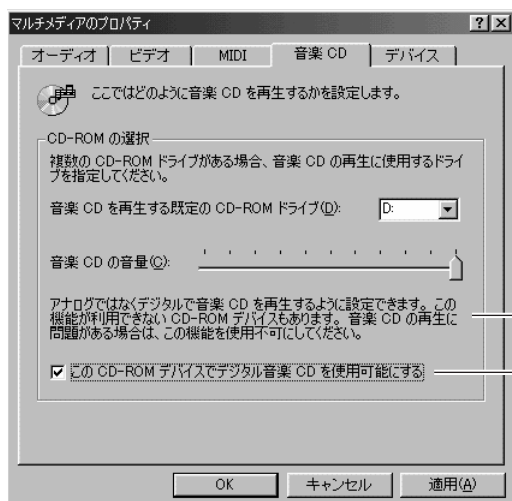 マルチメディアのプロパティ
オーディオ
ビデオ
MIDI
音楽 CD
デバイス
ここではどのように音楽 CD を再生するかを設定します。
CD-ROM の選択
複数の CD-ROM ドライブがある場合、音楽 CD の再生に使用するドライ
ブを指定してください。
音楽 CD を再生する既定の CD-ROM ドライブ(D):
D:
音楽 CD の音量(C):
アナログではなくデジタルで音楽 CD を再生するように設定できます。この
機能が利用できない CD-ROM デバイスもあります。音楽 CD の再生に
問題がある場合は、この機能を使用不可にしてください。
この CD-ROM デバイスでデジタル音楽 CD を使用可能にする
OK
キャンセル
適用(A)